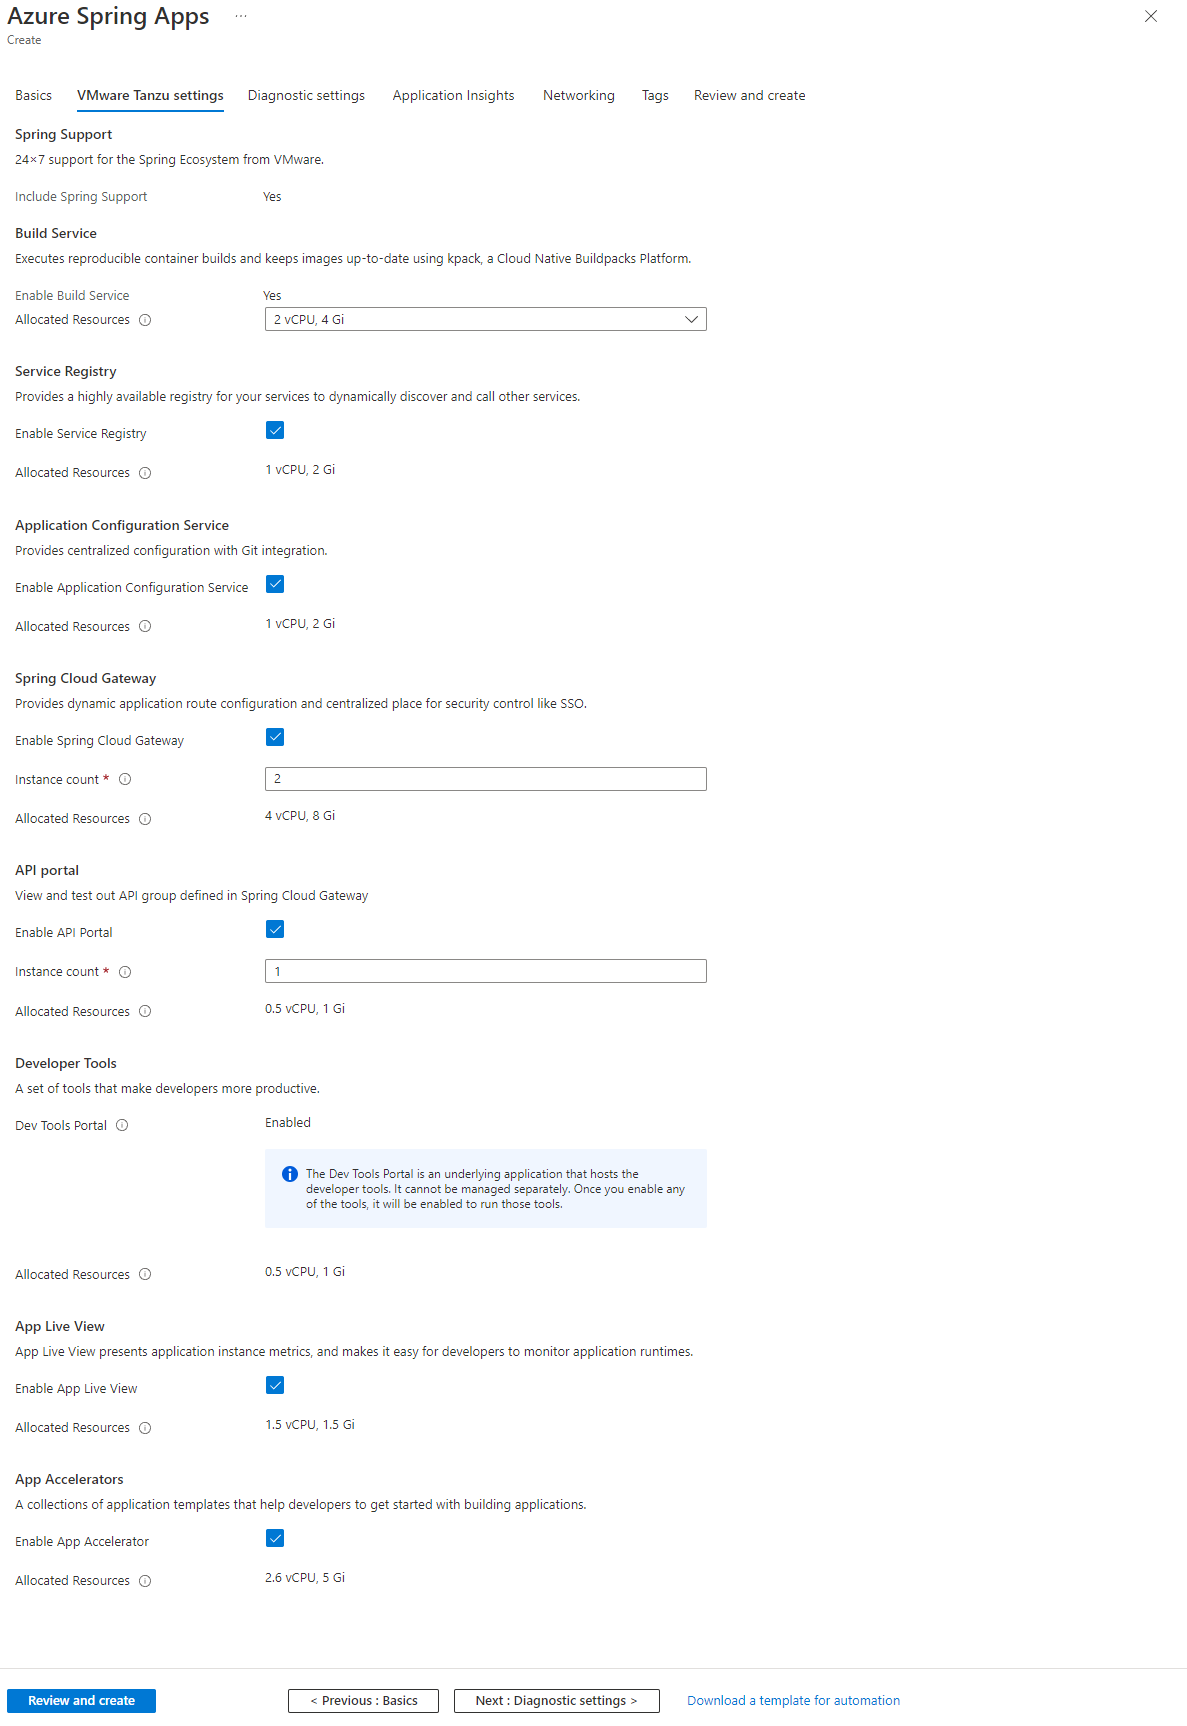 Azure Spring Apps ...
Create
Basics VMware Tanzu settings Diagnostic settings Application Insights Networking Tags Review and create
Spring Support
24×7 support for the Spring Ecosystem from VMware.
Include Spring Support Yes
Build Service
Executes reproducible container builds and keeps images up-to-date using kpack, a Cloud Native Buildpacks Platform.
Enable Build Service Yes
Allocated Resources 2 vCPU, 4 Gi
Service Registry
Provides a highly available registry for your services to dynamically discover and call other services.
Enable Service Registry
Allocated Resources 1 vCPU, 2 Gi
Application Configuration Service
Provides centralized configuration with Git integration.
Enable Application Configuration Service
Allocated Resources 1 vCPU, 2 Gi
Spring Cloud Gateway
Provides dynamic application route configuration and centralized place for security control like SSO.
Enable Spring Cloud Gateway
Instance count * 2
Allocated Resources 4 vCPU, 8 Gi
API portal
View and test out API group defined in Spring Cloud Gateway
Enable API Portal
Instance count * 1
Allocated Resources 0.5 vCPU, 1 Gi
Developer Tools
A set of tools that make developers more productive.
Dev Tools Portal Enabled
The Dev Tools Portal is an underlying application that hosts the
developer tools. It cannot be managed separately. Once you enable any
of the tools, it will be enabled to run those tools.
Allocated Resources 0.5 vCPU, 1 Gi
App Live View
App Live View presents application instance metrics, and makes it easy for developers to monitor application runtimes.
Enable App Live View
Allocated Resources 1.5 vCPU, 1.5 Gi
App Accelerators
A collections of application templates that help developers to get started with building applications.
Enable App Accelerator
Allocated Resources 2.6 vCPU, 5 Gi
Review and create < Previous : Basics Next : Diagnostic settings > Download a template for automation